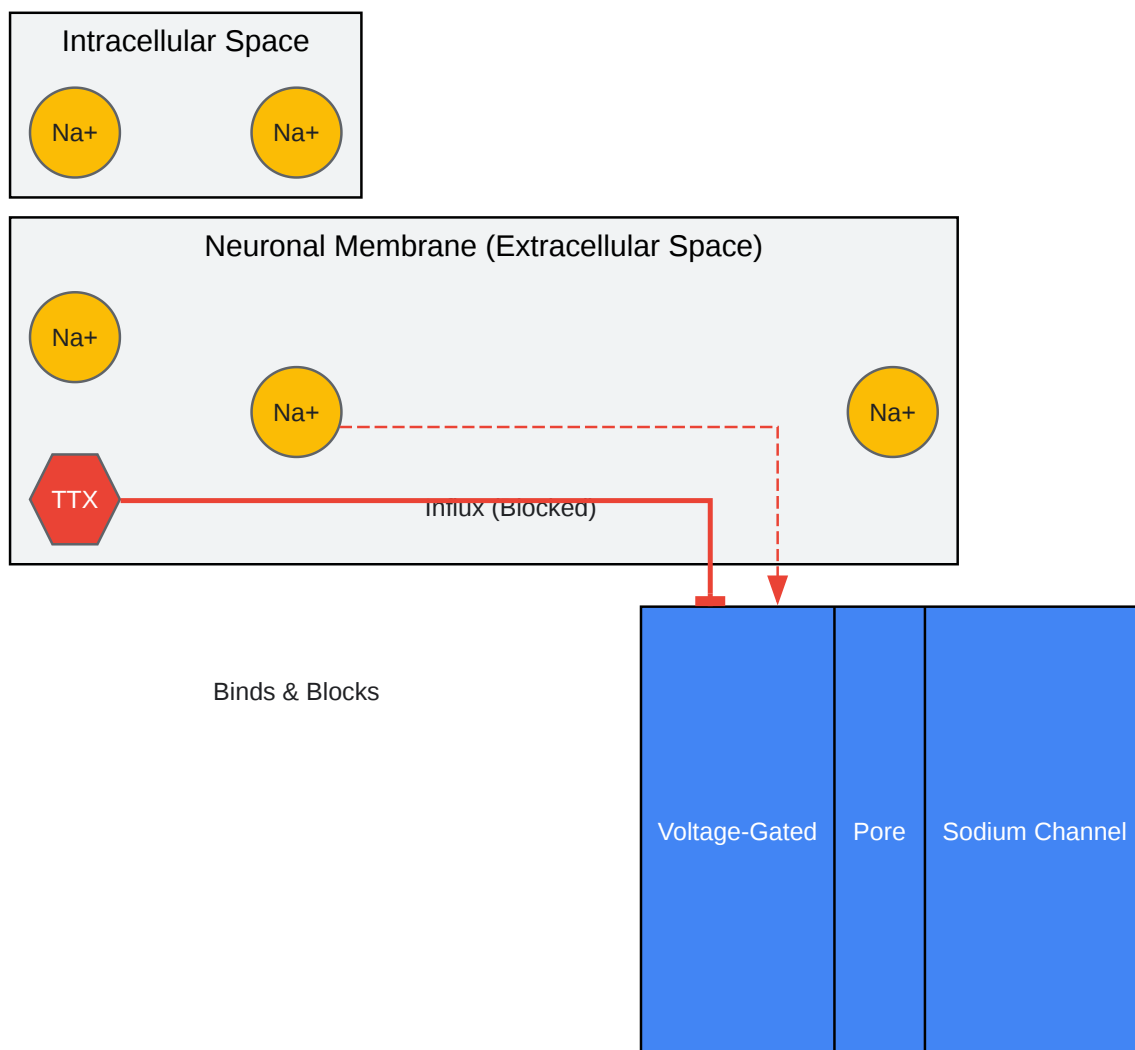 Intracellular Space
Na+ Na+
Neuronal Membrane (Extracellular Space)
Na+
Na+ Na+
TTX
Influx (Blocked)
Binds & Blocks
Voltage-Gated Pore Sodium Channel